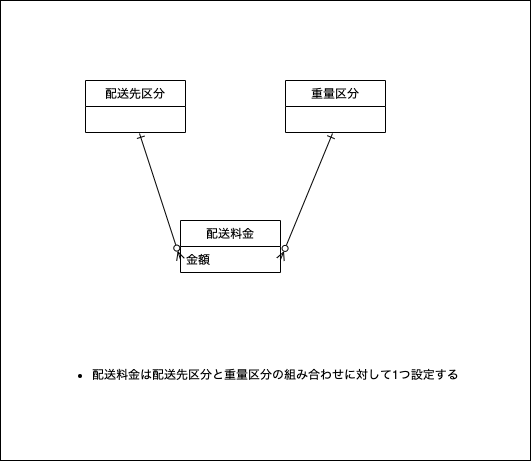 配送先区分
重量区分
配送料金
金額
• 配送料金は配送先区分と重量区分の組み合わせに対して1つ設定する